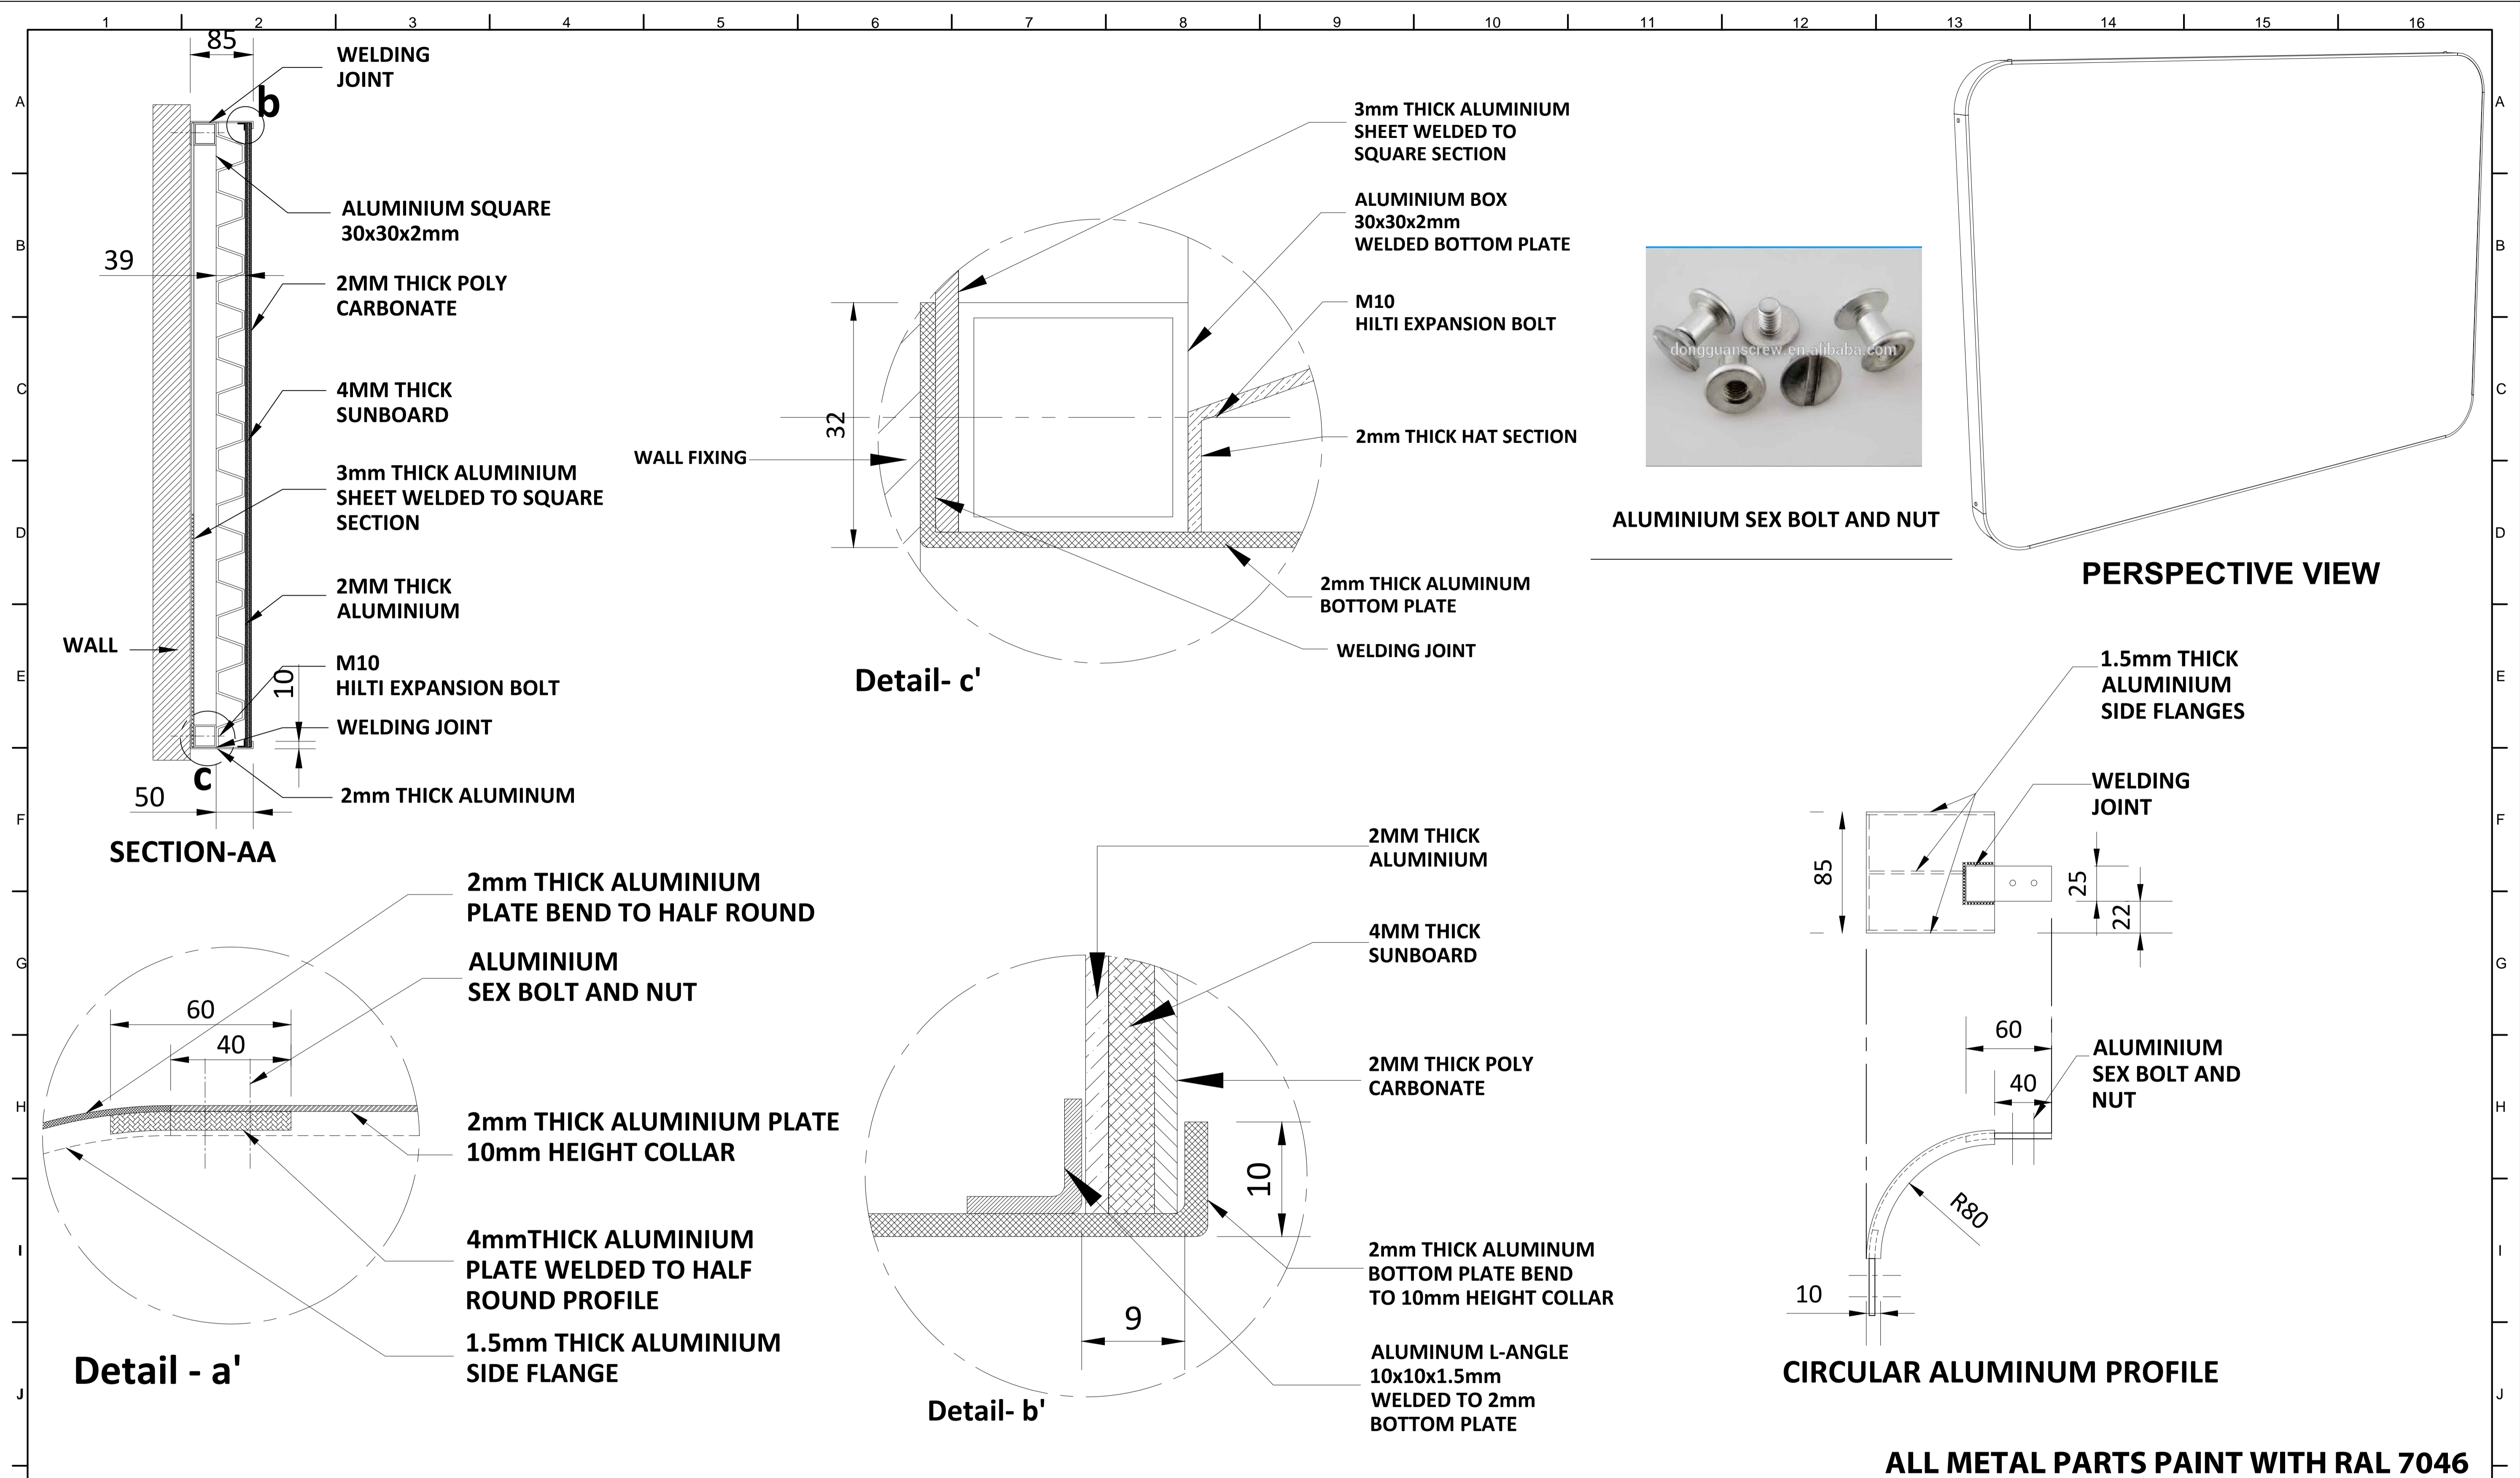 1 2 3 4 5 6 7 8 9 10 11 12 13 14 15 16
A
B
C
D
E
F
G
H
I
J
85
WELDING
JOINT
b
ALUMINIUM SQUARE
30x30x2mm
39
2MM THICK POLY
CARBONATE
4MM THICK
SUNBOARD
3mm THICK ALUMINIUM
SHEET WELDED TO SQUARE
SECTION
2MM THICK
ALUMINIUM
WALL
M10
HILTI EXPANSION BOLT
10
WELDING JOINT
c
2mm THICK ALUMINUM
50
SECTION-AA
3mm THICK ALUMINIUM
SHEET WELDED TO
SQUARE SECTION
ALUMINIUM BOX
30x30x2mm
WELDED BOTTOM PLATE
M10
HILTI EXPANSION BOLT
32
2mm THICK HAT SECTION
WALL FIXING
2mm THICK ALUMINUM
BOTTOM PLATE
WELDING JOINT
Detail- c'
dongguanscrew.en.alibaba.com
ALUMINIUM SEX BOLT AND NUT
PERSPECTIVE VIEW
2mm THICK ALUMINIUM
PLATE BEND TO HALF ROUND
ALUMINIUM
SEX BOLT AND NUT
60
40
2mm THICK ALUMINIUM PLATE
10mm HEIGHT COLLAR
4mmTHICK ALUMINIUM
PLATE WELDED TO HALF
ROUND PROFILE
1.5mm THICK ALUMINIUM
SIDE FLANGE
Detail - a'
2MM THICK
ALUMINIUM
4MM THICK
SUNBOARD
2MM THICK POLY
CARBONATE
10
2mm THICK ALUMINUM
BOTTOM PLATE BEND
TO 10mm HEIGHT COLLAR
9
ALUMINUM L-ANGLE
10x10x1.5mm
WELDED TO 2mm
BOTTOM PLATE
Detail- b'
1.5mm THICK
ALUMINIUM
SIDE FLANGES
WELDING
JOINT
85
25
22
60
40
ALUMINIUM
SEX BOLT AND
NUT
R80
10
CIRCULAR ALUMINUM PROFILE
ALL METAL PARTS PAINT WITH RAL 7046
A
B
C
D
E
F
G
H
I
J